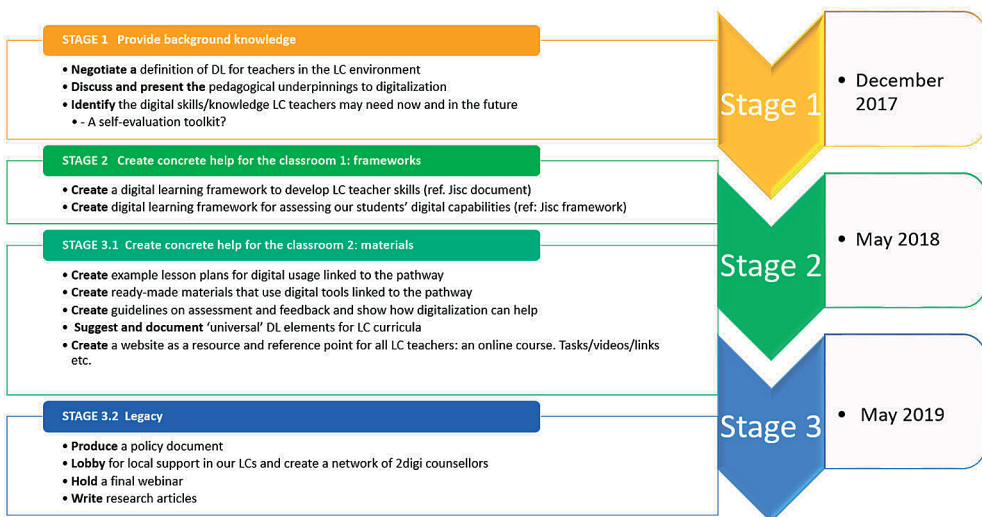 STAGE 1 Provide background knowledge
• Negotiate a definition of DL for teachers in the LC environment
• Discuss and present the pedagogical underpinnings to digitalization
• Identify the digital skills/knowledge LC teachers may need now and in the future
• - A self-evaluation toolkit?
STAGE 2 Create concrete help for the classroom 1: frameworks
• Create a digital learning framework to develop LC teacher skills (ref. Jisc document)
• Create digital learning framework for assessing our students’ digital capabilities (ref: Jisc framework)
STAGE 3.1 Create concrete help for the classroom 2: materials
• Create example lesson plans for digital usage linked to the pathway
• Create ready-made materials that use digital tools linked to the pathway
• Create guidelines on assessment and feedback and show how digitalization can help
• Suggest and document ‘universal’ DL elements for LC curricula
• Create a website as a resource and reference point for all LC teachers: an online course. Tasks/videos/links
etc.
STAGE 3.2 Legacy
• Produce a policy document
• Lobby for local support in our LCs and create a network of 2digi counsellors
• Hold a final webinar
• Write research articles
Stage 1
• December
2017
Stage 2
• May 2018
Stage 3
• May 2019